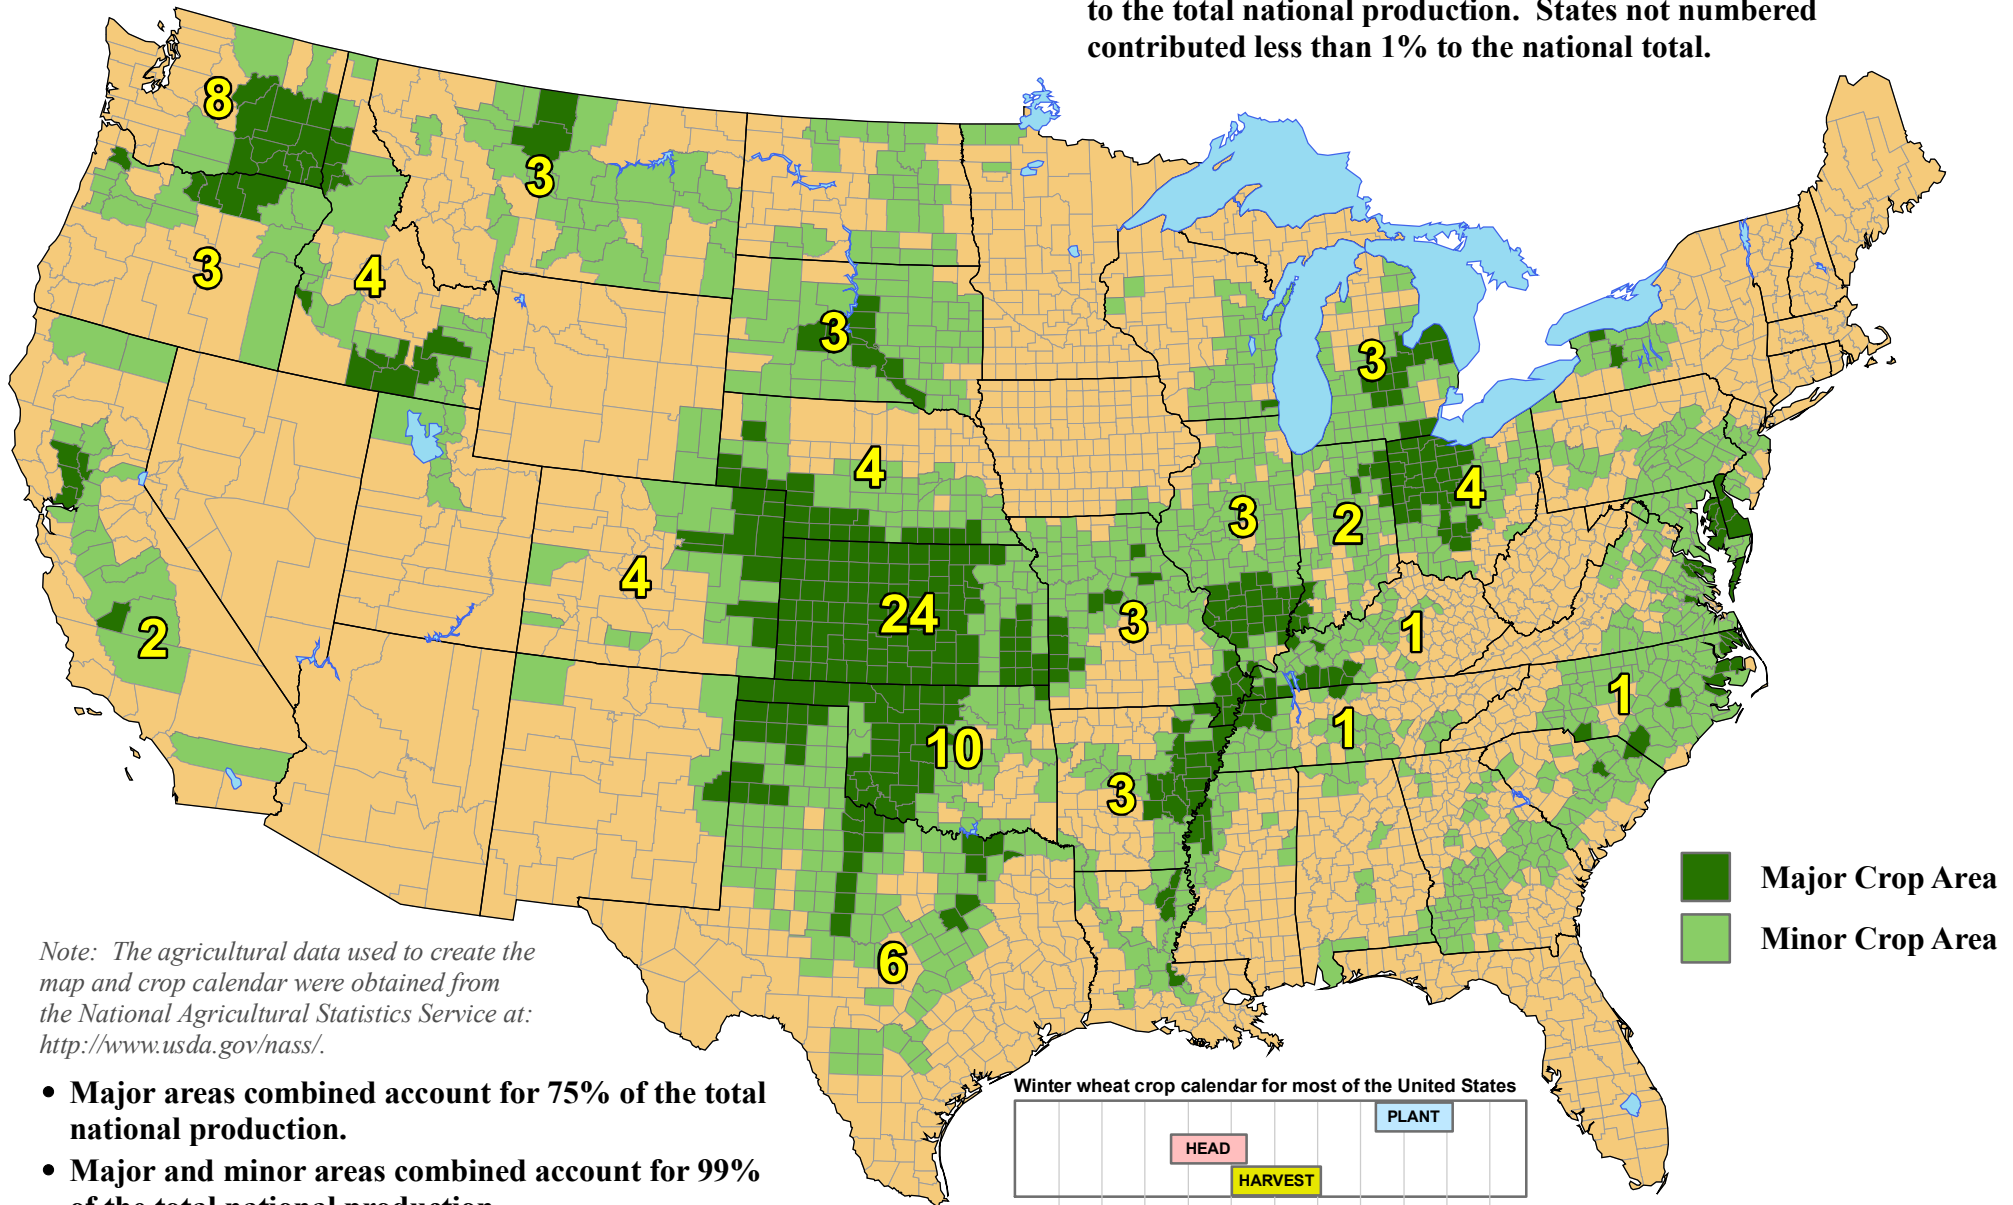 to the total national production. States not numbered
contributed less than 1% to the national total.
8
3
3
4
3
3
4
4
3
2
4
24
3
2
1
1
1
10
3
6
Major Crop Area
Minor Crop Area
Note: The agricultural data used to create the
map and crop calendar were obtained from
the National Agricultural Statistics Service at:
http://www.usda.gov/nass/.
• Major areas combined account for 75% of the total
national production.
• Major and minor areas combined account for 99%
of the total national production.
Winter wheat crop calendar for most of the United States
PLANT
HEAD
HARVEST